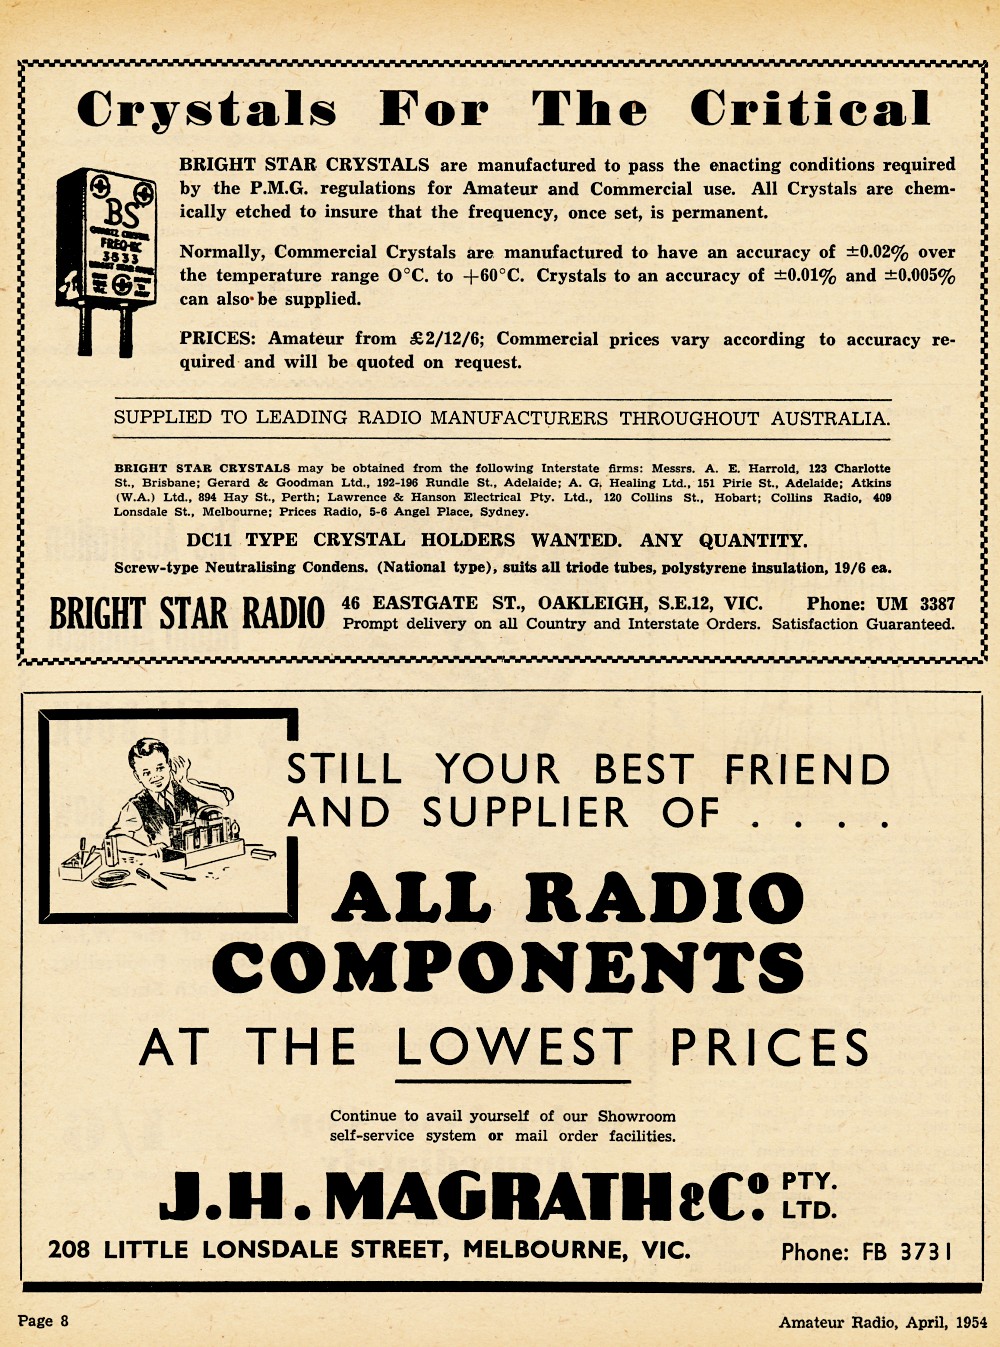 Crystals For The Critical
BRIGHT STAR CRYSTALS are manufactured to pass the enacting conditions required
by the P.M.G. regulations for Amateur and Commercial use. All Crystals are chem-
ically etched to insure that the frequency, once set, is permanent.
BS
QUARTZ CRYSTAL
FREQ-KC
3533
Normally, Commercial Crystals are manufactured to have an accuracy of ±0.02% over
the temperature range O°C. to +60°C. Crystals to an accuracy of ±0.01% and ±0.005%
can also be supplied.
PRICES: Amateur from £2/12/6; Commercial prices vary according to accuracy re-
quired and will be quoted on request.
SUPPLIED TO LEADING RADIO MANUFACTURERS THROUGHOUT AUSTRALIA.
BRIGHT STAR CRYSTALS may be obtained from the following Interstate firms: Messrs. A. E. Harrold, 123 Charlotte
St., Brisbane; Gerard & Goodman Ltd., 192-196 Rundle St., Adelaide; A. G. Healing Ltd., 151 Pirie St., Adelaide; Atkins
(W.A.) Ltd., 894 Hay St., Perth; Lawrence & Hanson Electrical Pty. Ltd., 120 Collins St., Hobart; Collins Radio, 409
Lonsdale St., Melbourne; Prices Radio, 5-6 Angel Place, Sydney.
DC11 TYPE CRYSTAL HOLDERS WANTED. ANY QUANTITY.
Screw-type Neutralising Condens. (National type), suits all triode tubes, polystyrene insulation, 19/6 ea.
BRIGHT STAR RADIO
46 EASTGATE ST., OAKLEIGH, S.E.12, VIC. Phone: UM 3387
Prompt delivery on all Country and Interstate Orders. Satisfaction Guaranteed.
STILL YOUR BEST FRIEND
AND SUPPLIER OF . . . .
ALL RADIO
COMPONENTS
AT THE LOWEST PRICES
Continue to avail yourself of our Showroom
self-service system or mail order facilities.
J.H. MAGRATH & Co. PTY.
LTD.
208 LITTLE LONSDALE STREET, MELBOURNE, VIC. Phone: FB 3731
Page 8 Amateur Radio, April, 1954